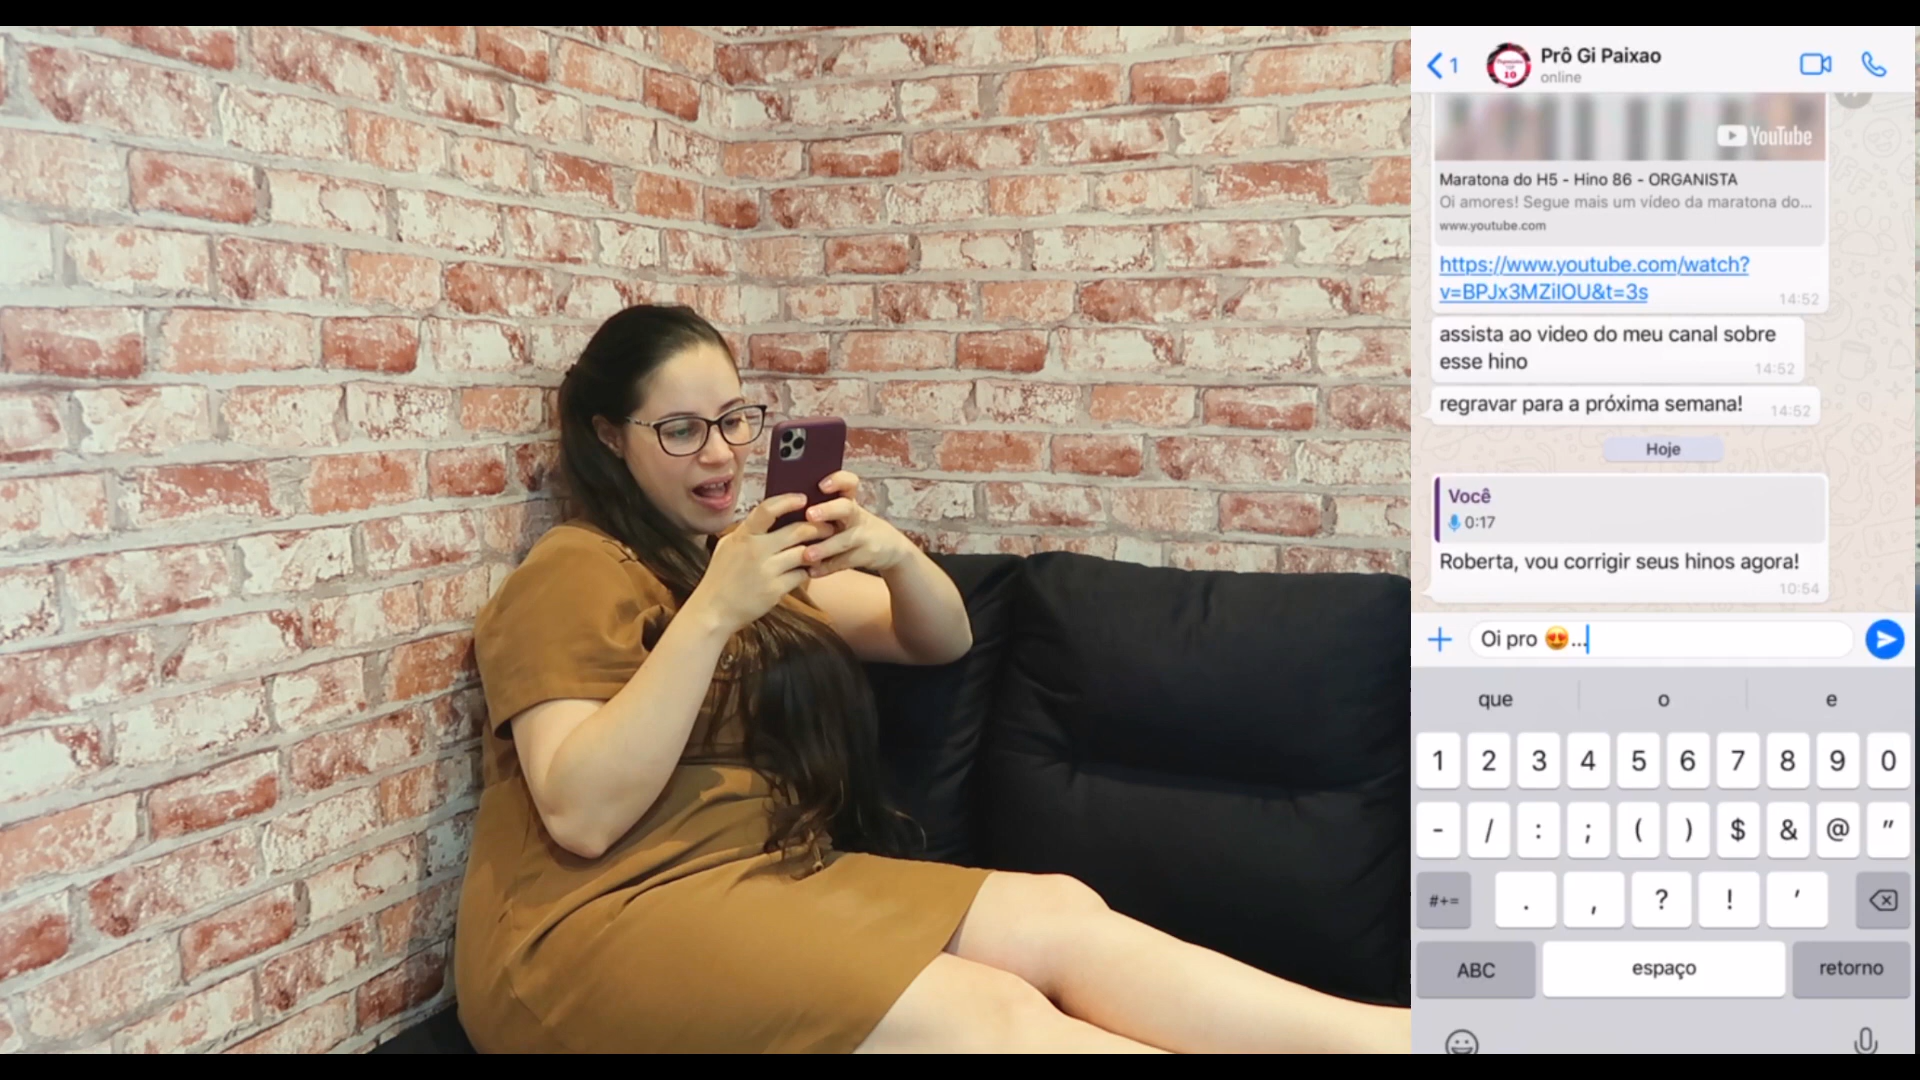 1
Prô Gi Paixao
online
10
YouTube
Maratona do H5 - Hino 86 - ORGANISTA
Oi amores! Segue mais um vídeo da maratona do...
www.youtube.com
https://www.youtube.com/watch?
v=BPJx3MZilOU&t=3s
14:52
assista ao video do meu canal sobre
esse hino
14:52
regravar para a próxima semana!
14:52
Hoje
Você
0:17
Roberta, vou corrigir seus hinos agora!
10:54
Oi pro 😍...
que o e
1 2 3 4 5 6 7 8 9 0
- / : ; ( ) $ & @ "
#+= . , ? ! '
ABC espaço retorno